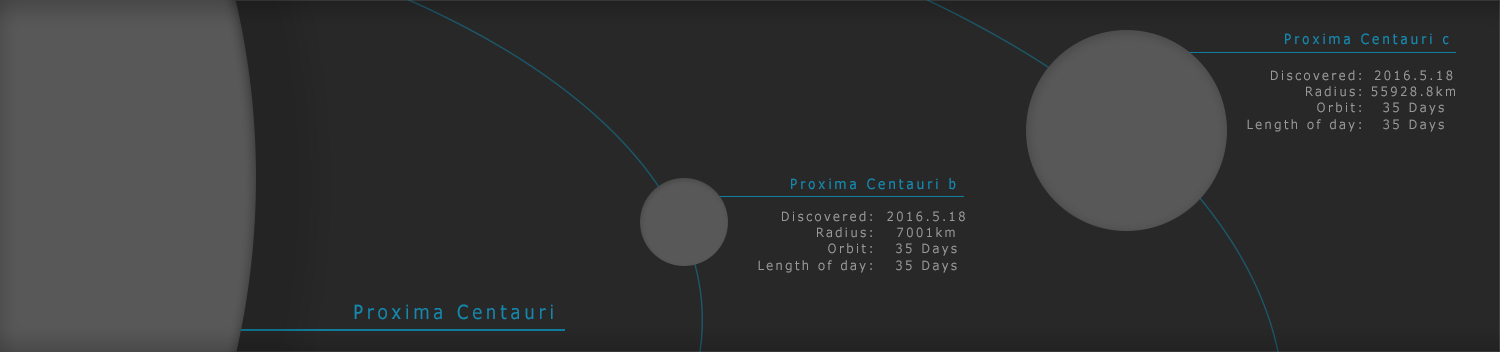 Proxima Centauri c
Discovered: 2016.5.18
Radius: 55928.8km
Orbit: 35 Days
Length of day: 35 Days
Proxima Centauri b
Discovered: 2016.5.18
Radius: 7001km
Orbit: 35 Days
Length of day: 35 Days
Proxima Centauri